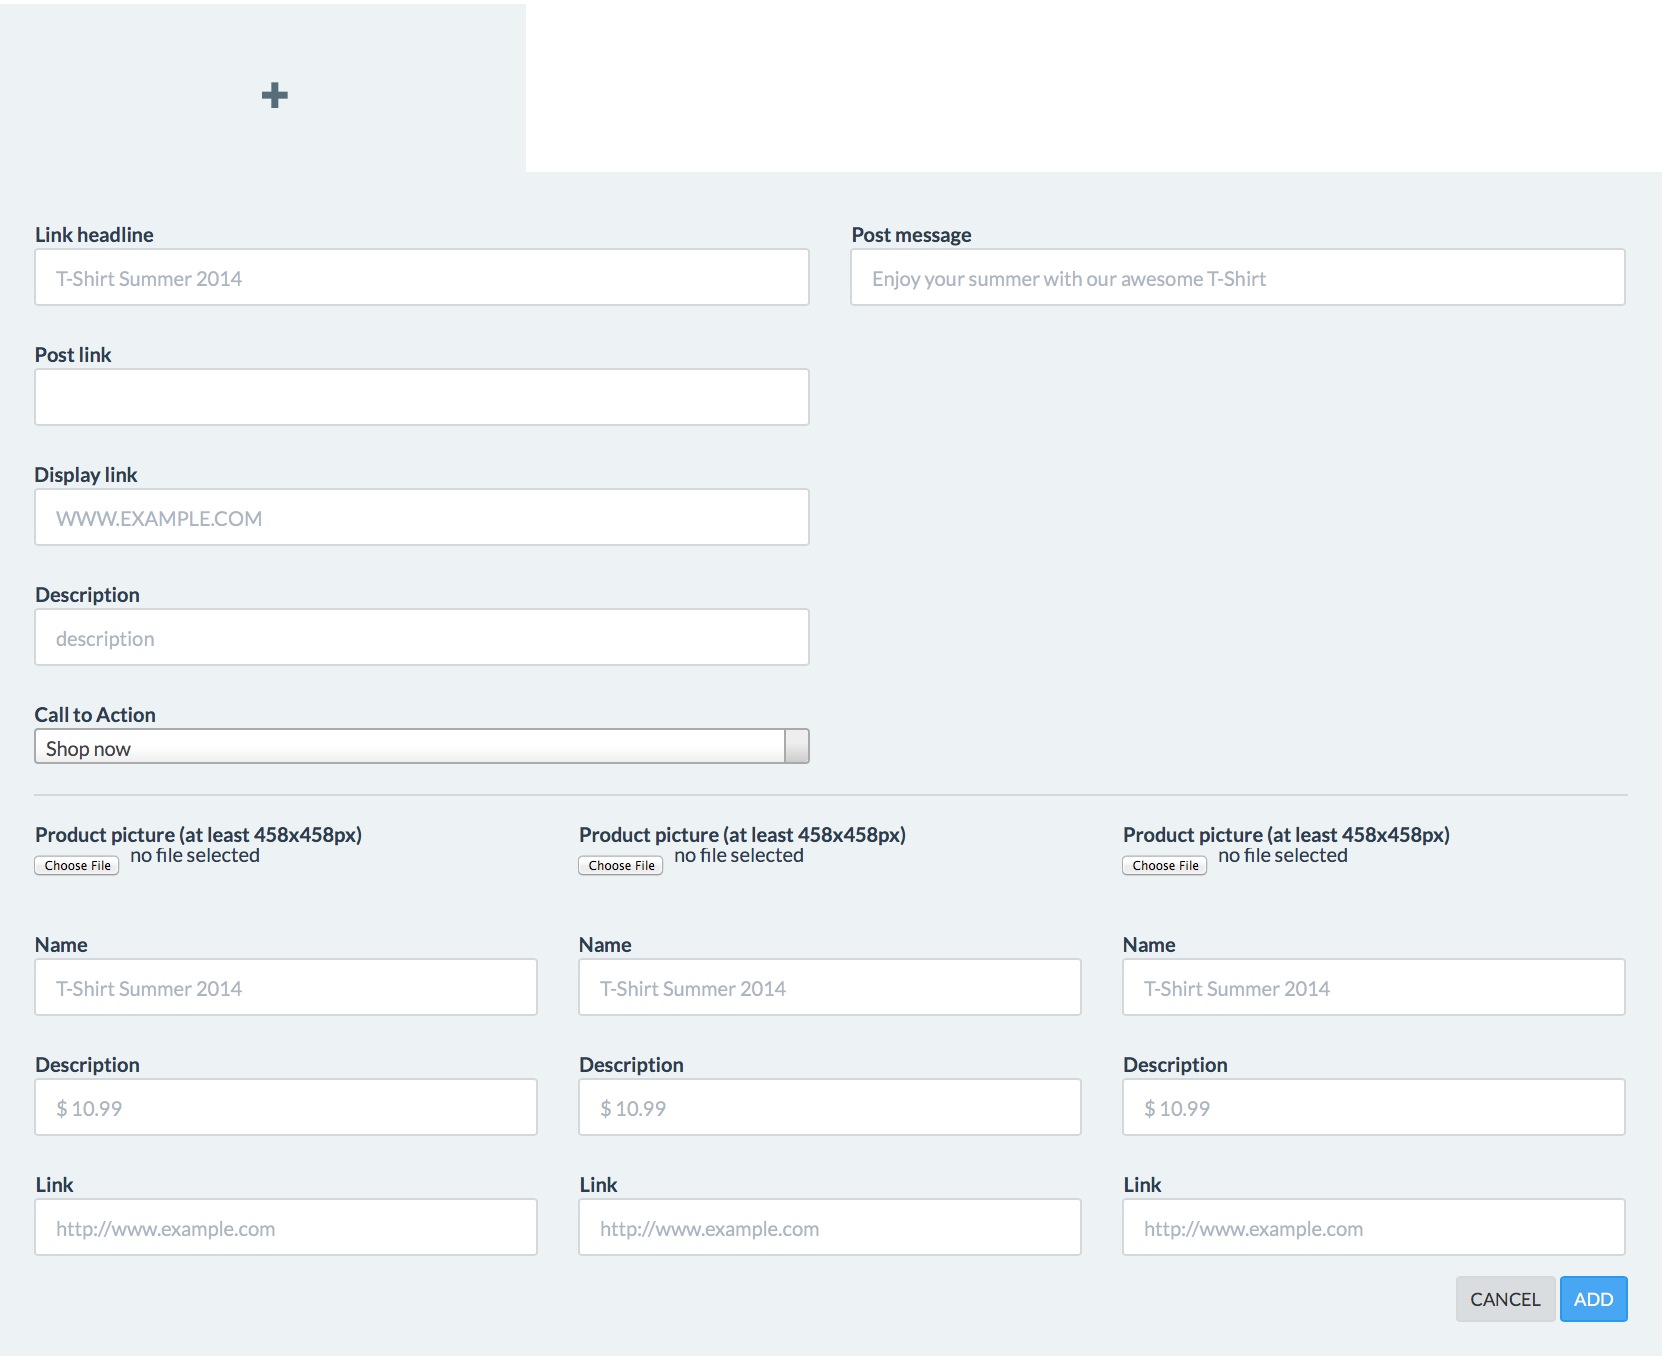 Link headline
T-Shirt Summer 2014
Post message
Enjoy your summer with our awesome T-Shirt
Post link
Display link
WWW.EXAMPLE.COM
Description
description
Call to Action
Shop now
Product picture (at least 458x458px)
Choose File no file selected
Product picture (at least 458x458px)
Choose File no file selected
Product picture (at least 458x458px)
Choose File no file selected
Name
T-Shirt Summer 2014
Name
T-Shirt Summer 2014
Name
T-Shirt Summer 2014
Description
$ 10.99
Description
$ 10.99
Description
$ 10.99
Link
http://www.example.com
Link
http://www.example.com
Link
http://www.example.com
CANCEL
ADD